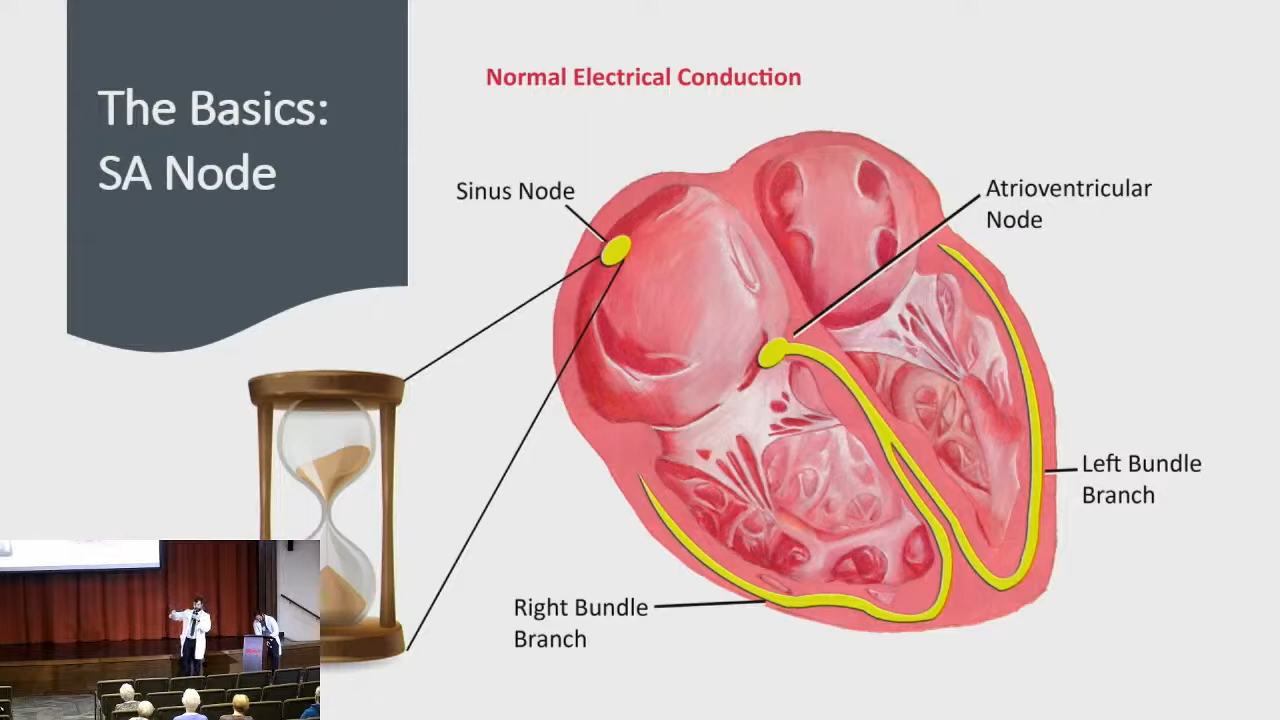 The Basics:
SA Node
Normal Electrical Conduction
Sinus Node
Atrioventricular
Node
Left Bundle
Branch
Right Bundle
Branch